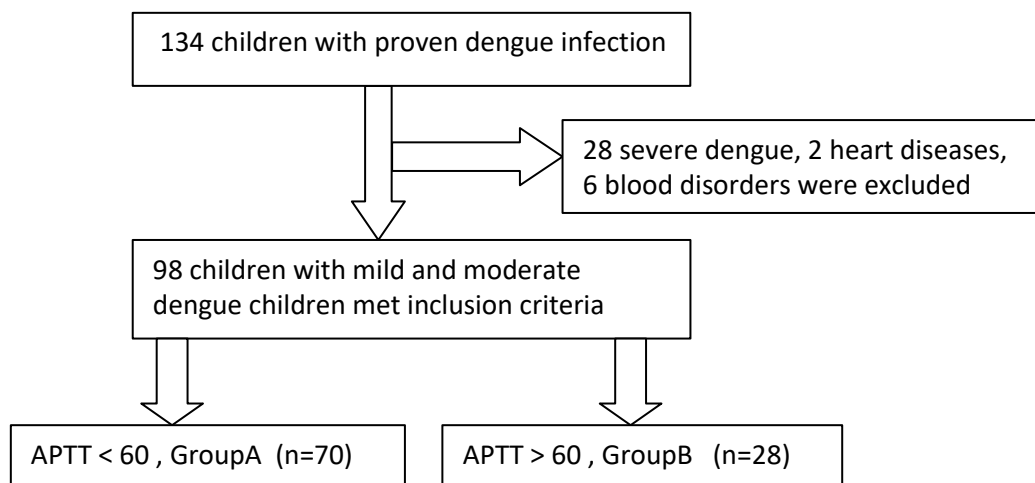 134 children with proven dengue infection
28 severe dengue, 2 heart diseases,
6 blood disorders were excluded
98 children with mild and moderate
dengue children met inclusion criteria
APTT < 60 , GroupA (n=70)
APTT > 60 , GroupB (n=28)